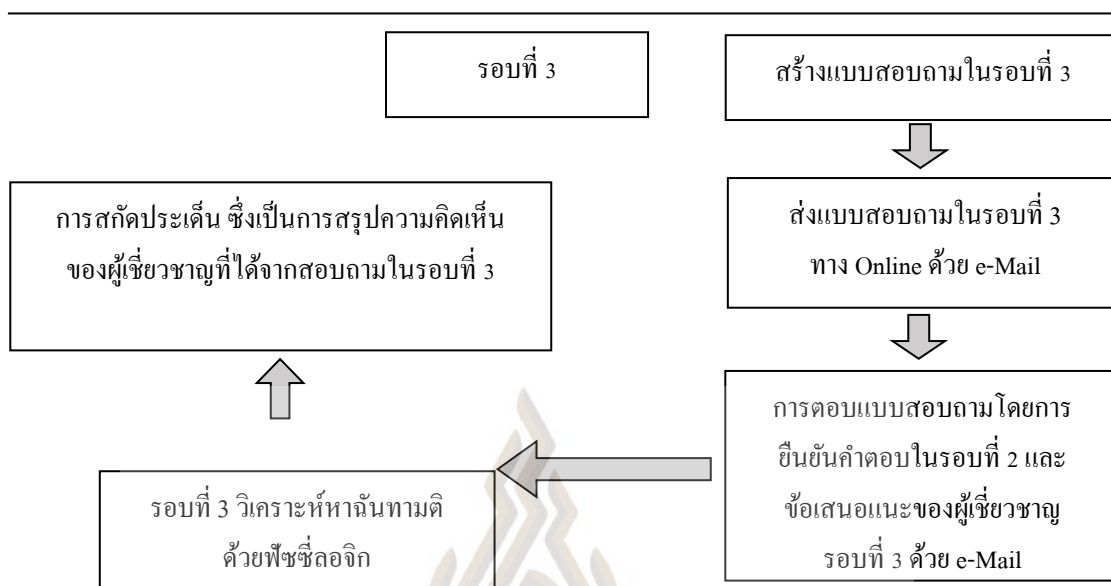 รอบที่ 3
สร้างแบบสอบถามในรอบที่ 3
ส่งแบบสอบถามในรอบที่ 3
ทาง Online ด้วย e-Mail
การตอบแบบสอบถามโดยการ
ยืนยันคำตอบในรอบที่ 2 และ
ข้อเสนอแนะของผู้เชี่ยวชาญ
รอบที่ 3 ด้วย e-Mail
รอบที่ 3 วิเคราะห์หาฉันทามติ
ด้วยฟัซซี่ลอจิก
การสกัดประเด็น ซึ่งเป็นการสรุปความคิดเห็น
ของผู้เชี่ยวชาญที่ได้จากสอบถามในรอบที่ 3